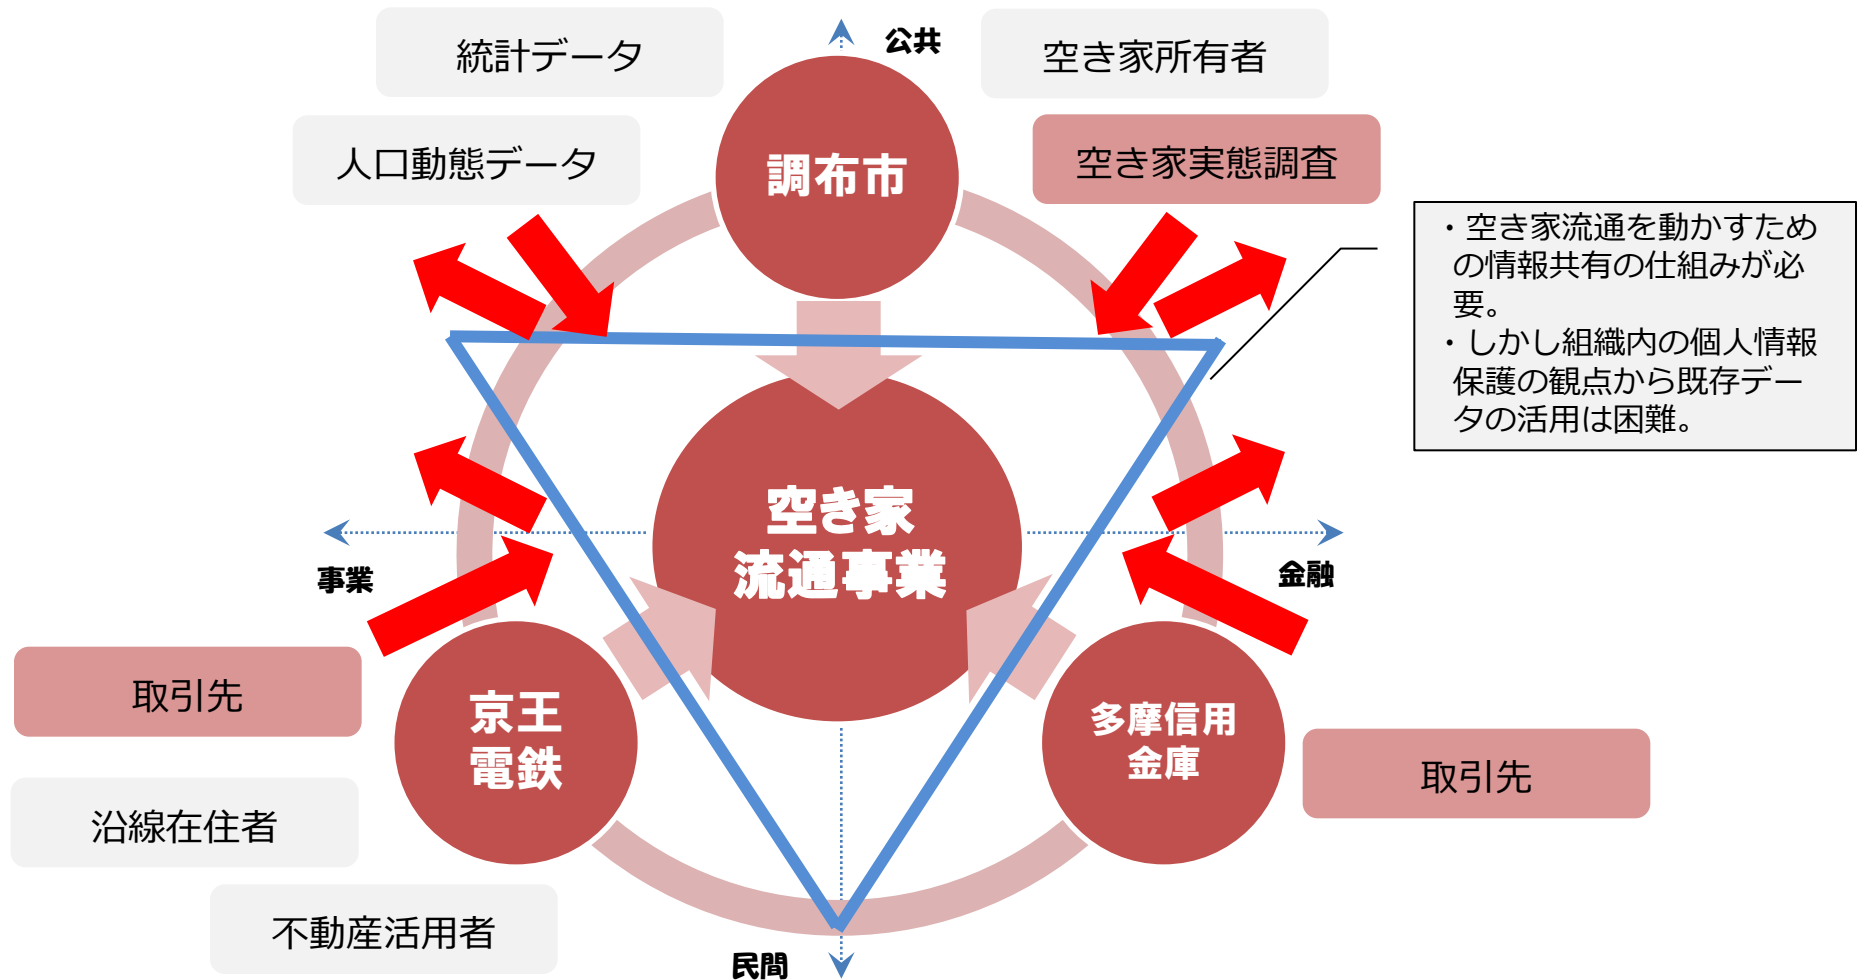 統計データ
公共
空き家所有者
人口動態データ
調布市
空き家実態調査
・空き家流通を動かすため
の情報共有の仕組みが必
要。
・しかし組織内の個人情報
保護の観点から既存デー
タの活用は困難。
空き家
流通事業
事業
金融
取引先
京王
電鉄
多摩信用
金庫
取引先
沿線在住者
不動産活用者
民間